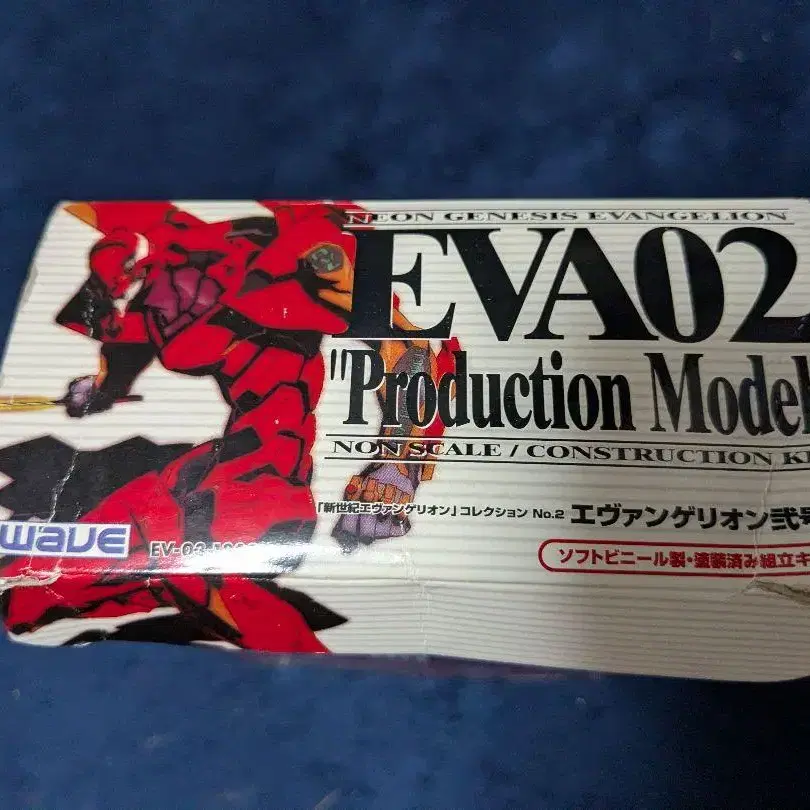 NEON GENESIS EVANGELION
EVA02
"Production Model
NON SCALE / CONSTRUCTION
「新世紀エヴァンゲリオン」コレクション No.2 エヴァンゲリオン弐号
wave
ソフトビニール製・塗装済み組立キ